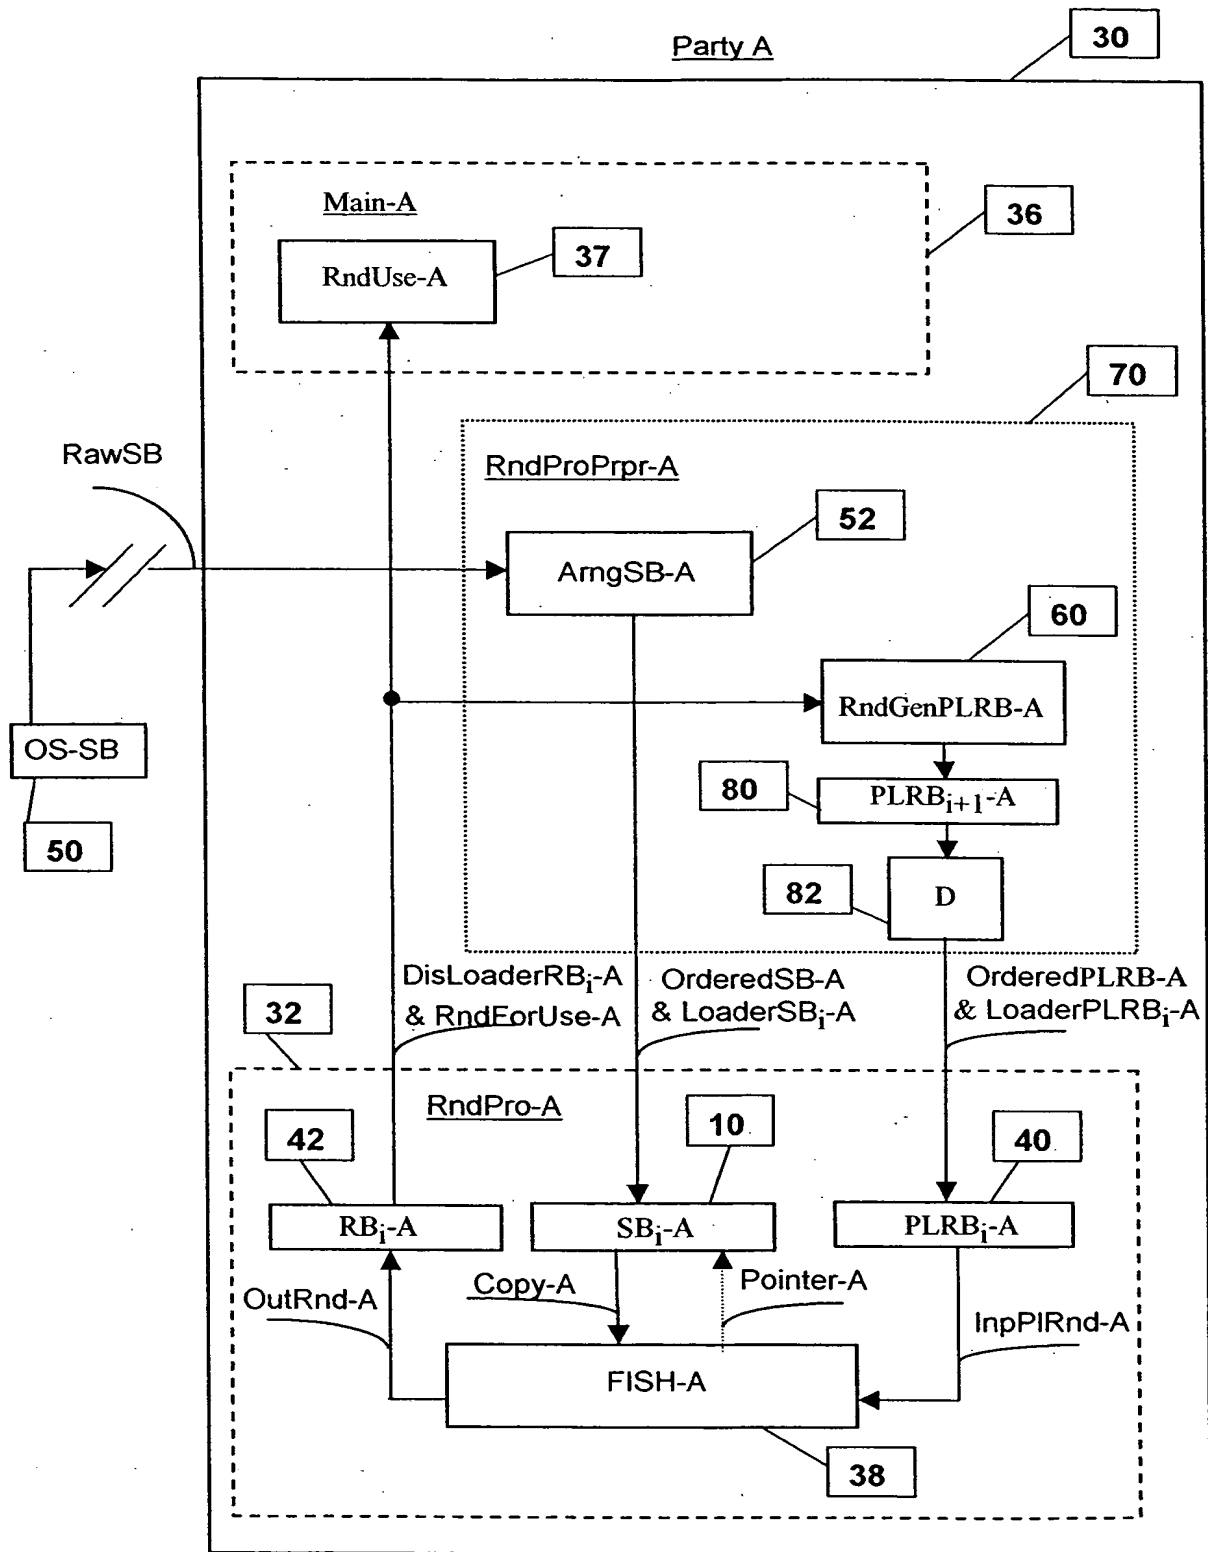 Party A
30
Main-A
36
RndUse-A
37
70
RawSB
RndProPrpr-A
52
ArngSB-A
60
RndGenPLRB-A
OS-SB
50
80
PLRBi+1-A
82
D
DisLoaderRBi-A
& RndForUse-A
OrderedSB-A
& LoaderSBi-A
OrderedPLRB-A
& LoaderPLRBi-A
32
RndPro-A
42
10
40
RBi-A
SBi-A
PLRBi-A
OutRnd-A
Copy-A
Pointer-A
InpPlRnd-A
FISH-A
38